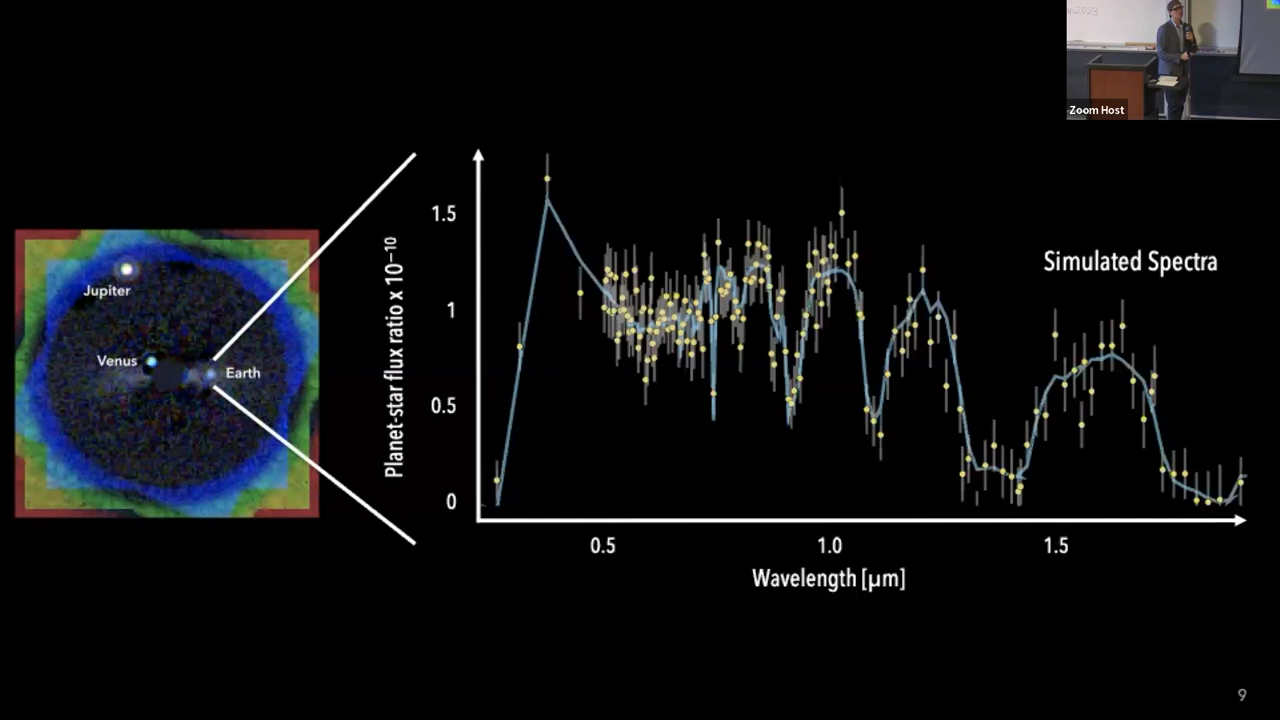 Zoom Host
Jupiter
Venus
Earth
Planet-star flux ratio x 10⁻¹⁰
1.5
1
0.5
0
Simulated Spectra
0.5
1.0
1.5
Wavelength [µm]
9